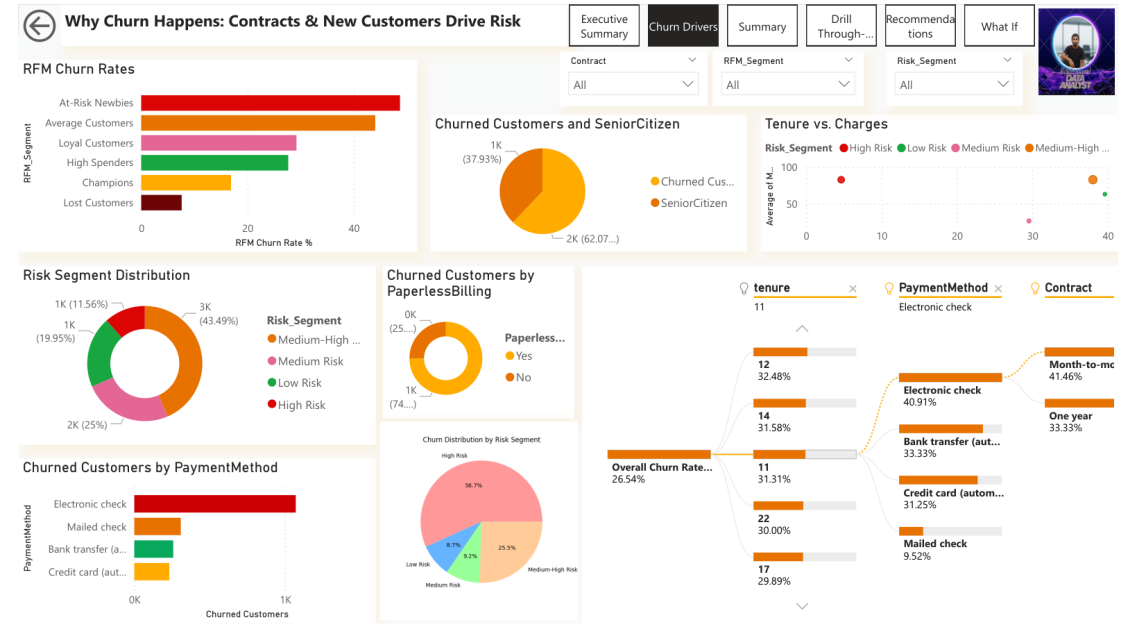 Why Churn Happens: Contracts & New Customers Drive Risk
Executive
Summary
Churn Drivers
Summary
Drill
Through-...
Recommenda
tions
What If
DATA
ANALYST
Contract
All
RFM_Segment
All
Risk_Segment
All
RFM Churn Rates
RFM_Segment
At-Risk Newbies
Average Customers
Loyal Customers
High Spenders
Champions
Lost Customers
0
20
40
RFM Churn Rate %
Churned Customers and SeniorCitizen
1K
(37.93%)
2K (62.07...)
Churned Cus...
SeniorCitizen
Tenure vs. Charges
Risk_Segment
High Risk
Low Risk
Medium Risk
Medium-High ...
Average of M...
100
50
0
10
20
30
40
Risk Segment Distribution
1K (11.56%)
1K
(19.95%)
2K (25%)
3K
(43.49%)
Risk_Segment
Medium-High ...
Medium Risk
Low Risk
High Risk
Churned Customers by
PaperlessBilling
0K
(25....)
1K
(74....)
Paperless...
Yes
No
Churned Customers by PaymentMethod
PaymentMethod
Electronic check
Mailed check
Bank transfer (a...
Credit card (aut...
0K
1K
Churned Customers
Churn Distribution by Risk Segment
High Risk
56.7%
Low Risk
8.7%
Medium Risk
9.2%
25.5%
Medium-High Risk
tenure
11
PaymentMethod
Electronic check
Contract
Overall Churn Rate...
26.54%
12
32.48%
14
31.58%
11
31.31%
22
30.00%
17
29.89%
Electronic check
40.91%
Bank transfer (aut...
33.33%
Credit card (autom...
31.25%
Mailed check
9.52%
Month-to-mo
41.46%
One year
33.33%